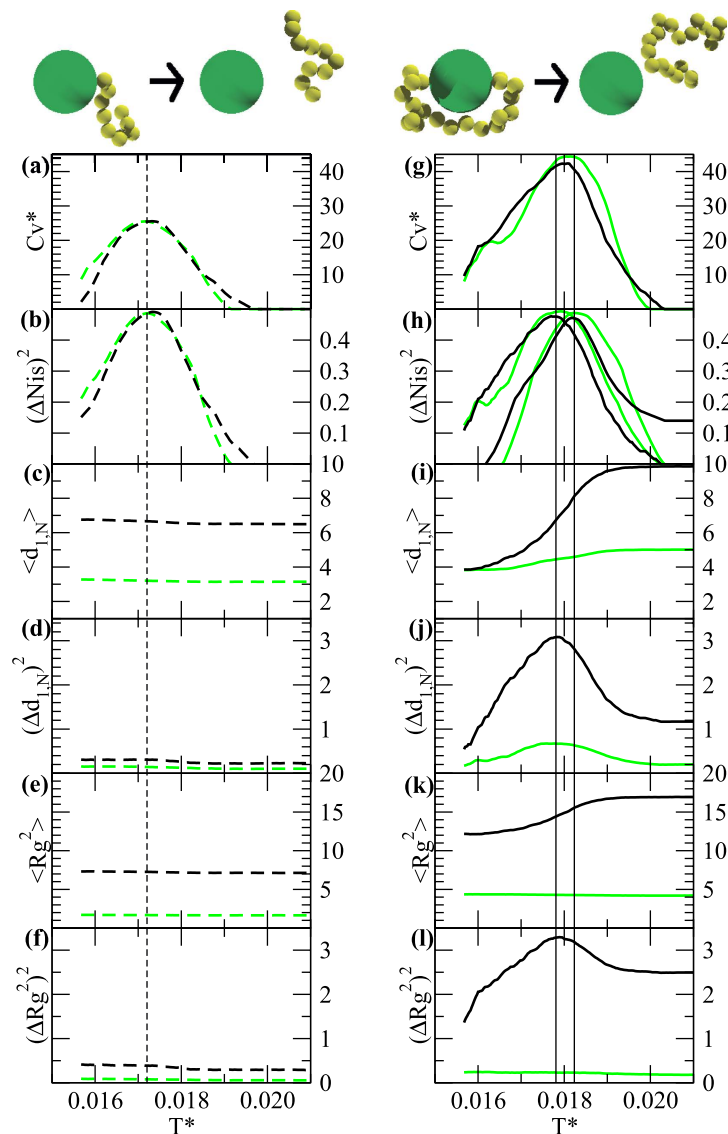 (a)
Cv*
40
30
20
10
(b)
(ΔNis)²
0.4
0.3
0.2
0.1
(c)
<d₁,N>
10
8
6
4
2
(d)
(Δd₁,N)²
3
2
1
(e)
<Rg²>
20
15
10
5
(f)
(ΔRg²)²
3
2
1
0
0.016 0.018 0.020
T*
(g)
Cv*
40
30
20
10
(h)
(ΔNis)²
0.4
0.3
0.2
0.1
(i)
<d₁,N>
10
8
6
4
2
(j)
(Δd₁,N)²
3
2
1
(k)
<Rg²>
20
15
10
5
(l)
(ΔRg²)²
3
2
1
0
0.016 0.018 0.020
T*